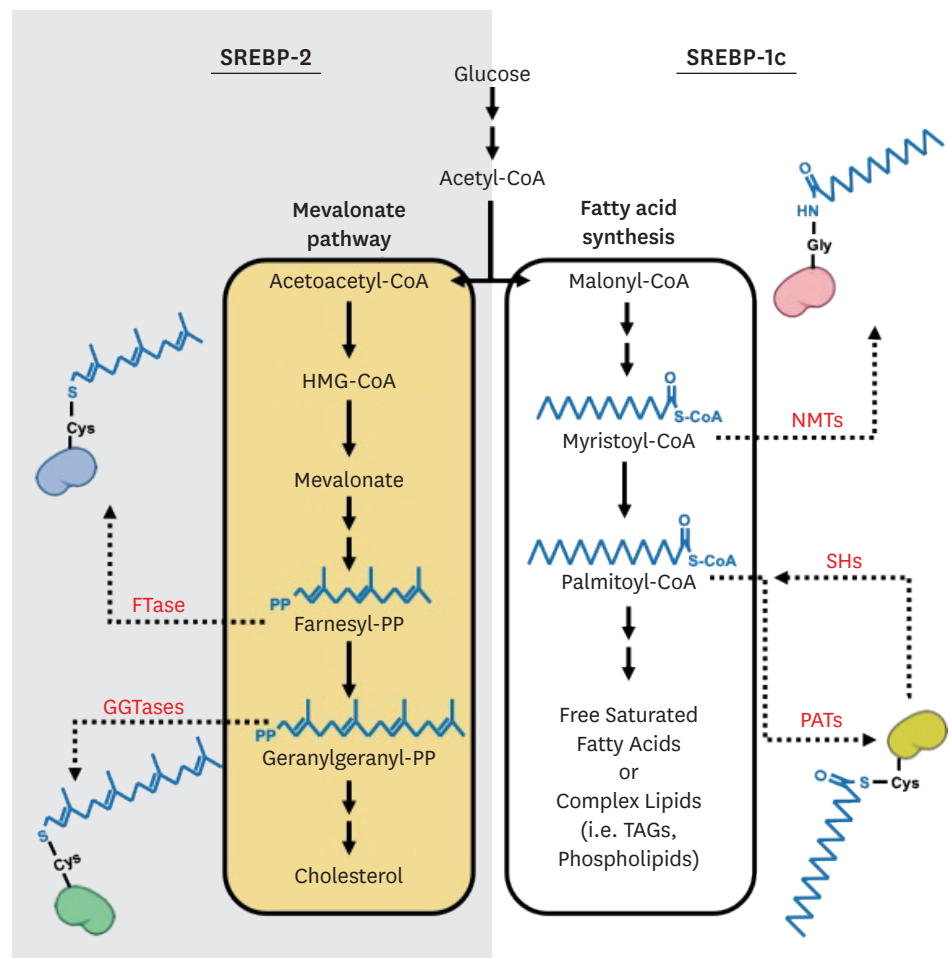 SREBP-2
SREBP-1c
Glucose
Acetyl-CoA
Mevalonate
pathway
Fatty acid
synthesis
Acetoacetyl-CoA
HMG-CoA
Mevalonate
PP
Farnesyl-PP
PP
Geranylgeranyl-PP
Cholesterol
S
Cys
FTase
GGTases
S
Cys
Malonyl-CoA
O
S-CoA
Myristoyl-CoA
O
S-CoA
Palmitoyl-CoA
Free Saturated
Fatty Acids
or
Complex Lipids
(i.e. TAGs,
Phospholipids)
O
HN
Gly
NMTs
SHs
PATs
O
S
Cys